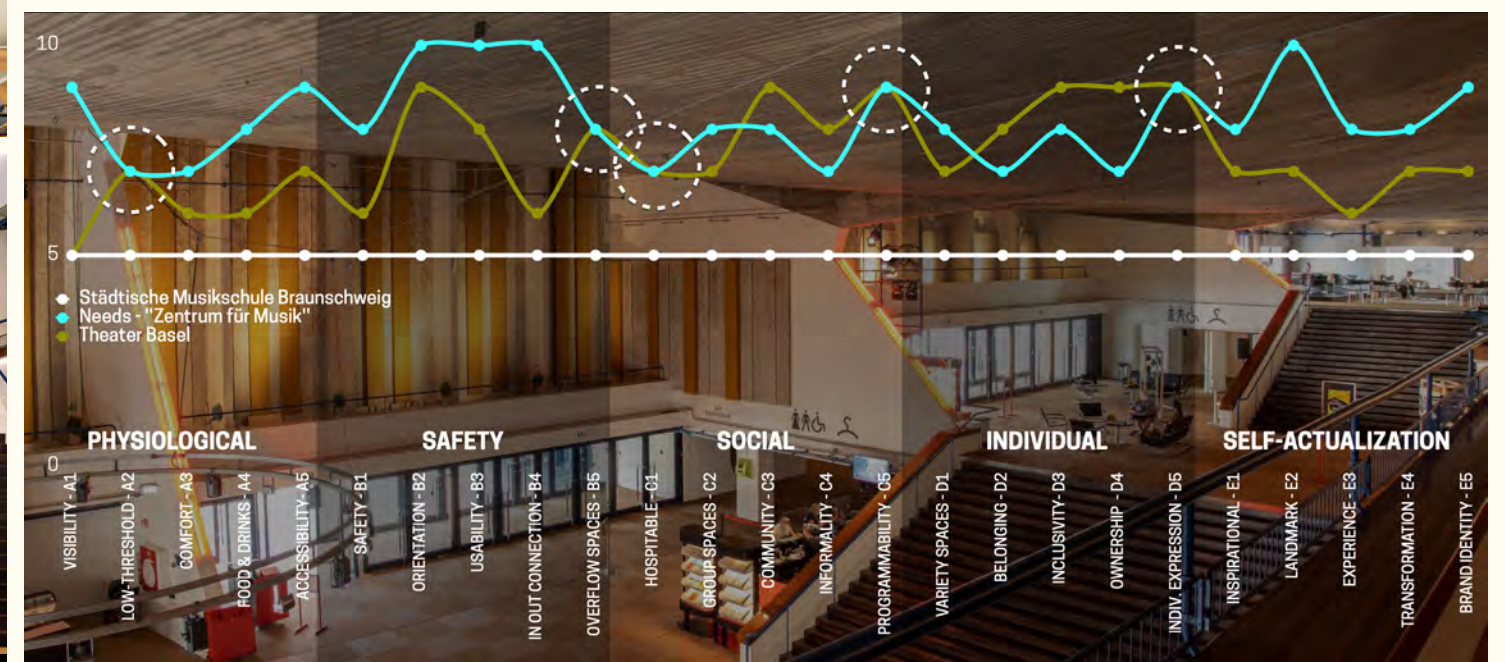 10
5
Städtische Musikschule Braunschweig
Needs - "Zentrum für Musik"
Theater Basel
PHYSIOLOGICAL
SAFETY
SOCIAL
INDIVIDUAL
SELF-ACTUALIZATION
0
VISIBILITY - A1
LOW-THRESHOLD - A2
COMFORT - A3
FOOD & DRINKS - A4
ACCESSIBILITY - A5
SAFETY - B1
ORIENTATION - B2
USABILITY - B3
IN OUT CONNECTION - B4
OVERFLOW SPACES - B5
HOSPITABLE - C1
GROUP SPACES - C2
COMMUNITY - C3
INFORMALITY - C4
PROGRAMMABILITY - C5
VARIETY SPACES - D1
BELONGING - D2
INCLUSIVITY - D3
OWNERSHIP - D4
INDIV. EXPRESSION - D5
INSPIRATIONAL - E1
LANDMARK - E2
EXPERIENCE - E3
TRANSFORMATION - E4
BRAND IDENTITY - E5